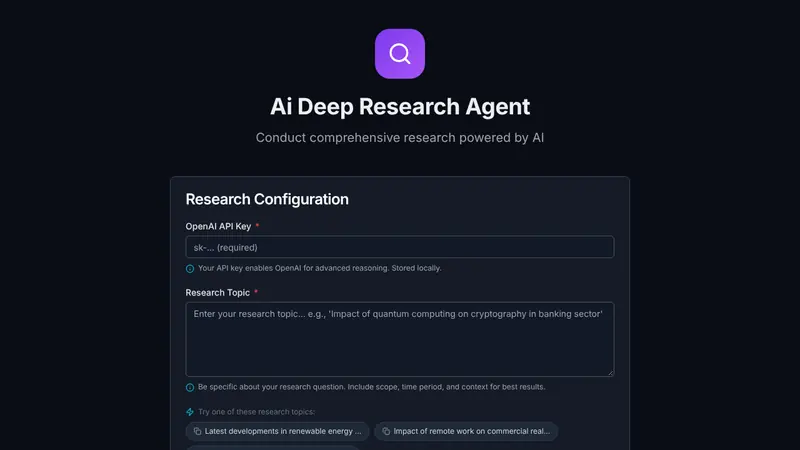 Ai Deep Research Agent
Conduct comprehensive research powered by AI
Research Configuration
OpenAI API Key *
sk-... (required)
Your API key enables OpenAI for advanced reasoning. Stored locally.
Research Topic *
Enter your research topic... e.g., 'Impact of quantum computing on cryptography in banking sector'
Be specific about your research question. Include scope, time period, and context for best results.
Try one of these research topics:
Latest developments in renewable energy ...
Impact of remote work on commercial real...